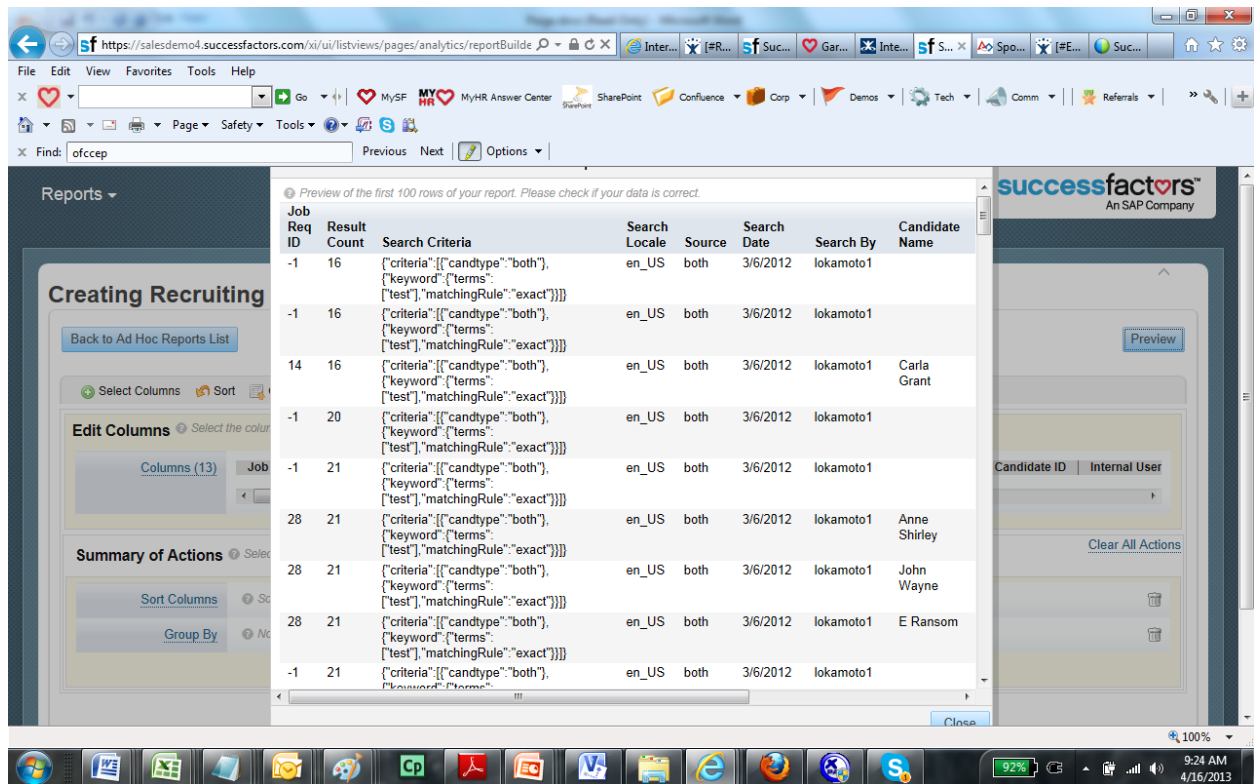 https://salesdemo4.successfactors.com/xi/ui/listviews/pages/analytics/reportBuilde
Inter... [#R... Suc... Gar... Inte... S... Spo... [#E... Suc...
File Edit View Favorites Tools Help
Go MySF MYHR MyHR Answer Center SharePoint SharePoint Confluence Corp Demos Tech Comm Referrals
Page Safety Tools
Find: ofccep Previous Next Options
Reports
Preview of the first 100 rows of your report. Please check if your data is correct.
successfactors™
An SAP Company
Job Req ID Result Count Search Criteria Search Locale Source Search Date Search By Candidate Name
-1 16 {"criteria":[{"candtype":"both"}, en_US both 3/6/2012 lokamoto1
{"keyword":{"terms":
["test"],"matchingRule":"exact"}}]}
-1 16 {"criteria":[{"candtype":"both"}, en_US both 3/6/2012 lokamoto1
{"keyword":{"terms":
["test"],"matchingRule":"exact"}}]}
14 16 {"criteria":[{"candtype":"both"}, en_US both 3/6/2012 lokamoto1 Carla
{"keyword":{"terms": Grant
["test"],"matchingRule":"exact"}}]}
-1 20 {"criteria":[{"candtype":"both"}, en_US both 3/6/2012 lokamoto1
{"keyword":{"terms":
["test"],"matchingRule":"exact"}}]}
-1 21 {"criteria":[{"candtype":"both"}, en_US both 3/6/2012 lokamoto1
{"keyword":{"terms":
["test"],"matchingRule":"exact"}}]}
28 21 {"criteria":[{"candtype":"both"}, en_US both 3/6/2012 lokamoto1 Anne
{"keyword":{"terms": Shirley
["test"],"matchingRule":"exact"}}]}
28 21 {"criteria":[{"candtype":"both"}, en_US both 3/6/2012 lokamoto1 John
{"keyword":{"terms": Wayne
["test"],"matchingRule":"exact"}}]}
28 21 {"criteria":[{"candtype":"both"}, en_US both 3/6/2012 lokamoto1 E Ransom
{"keyword":{"terms":
["test"],"matchingRule":"exact"}}]}
-1 21 {"criteria":[{"candtype":"both"}, en_US both 3/6/2012 lokamoto1
Close
Creating Recruiting
Back to Ad Hoc Reports List
Preview
Select Columns Sort
Edit Columns Select the colu
Columns (13) Job Candidate ID Internal User
Summary of Actions Selec
Clear All Actions
Sort Columns
Group By
100%
Cp
92%
9:24 AM
4/16/2013